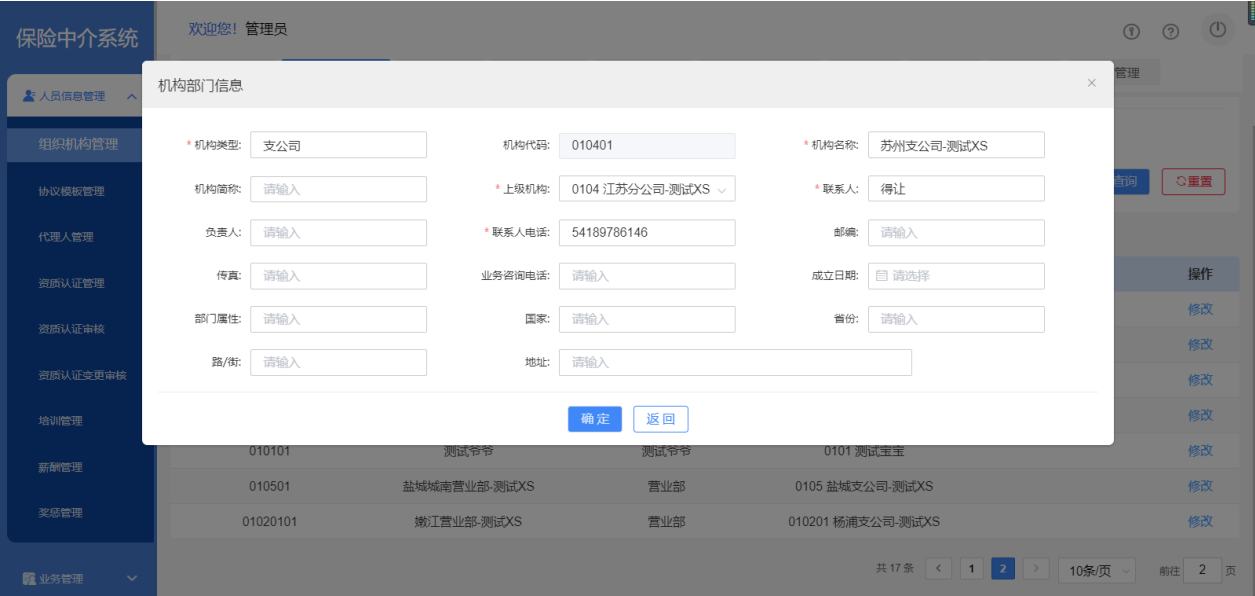 保险中介系统
欢迎您! 管理员
人员信息管理
组织机构管理
协议模板管理
代理人管理
资质认证管理
资质认证审核
资质认证变更审核
培训管理
薪酬管理
奖惩管理
业务管理
管理
查询 重置
机构部门信息
* 机构类型: 支公司 机构代码: 010401 * 机构名称: 苏州支公司-测试XS
机构简称: 请输入 * 上级机构: 0104 江苏分公司-测试XS * 联系人: 得让
负责人: 请输入 * 联系人电话: 54189786146 邮编: 请输入
传真: 请输入 业务咨询电话: 请输入 成立日期: 请选择
部门属性: 请输入 国家: 请输入 省份: 请输入
路/街: 请输入 地址: 请输入
确定 返回
操作
修改
修改
修改
修改
010101 测试爷爷 测试爷爷 0101 测试宝宝 修改
010501 盐城城南营业部-测试XS 营业部 0105 盐城支公司-测试XS 修改
01020101 嫩江营业部-测试XS 营业部 010201 杨浦支公司-测试XS 修改
共 17 条 < 1 2 > 10条/页 前往 2 页